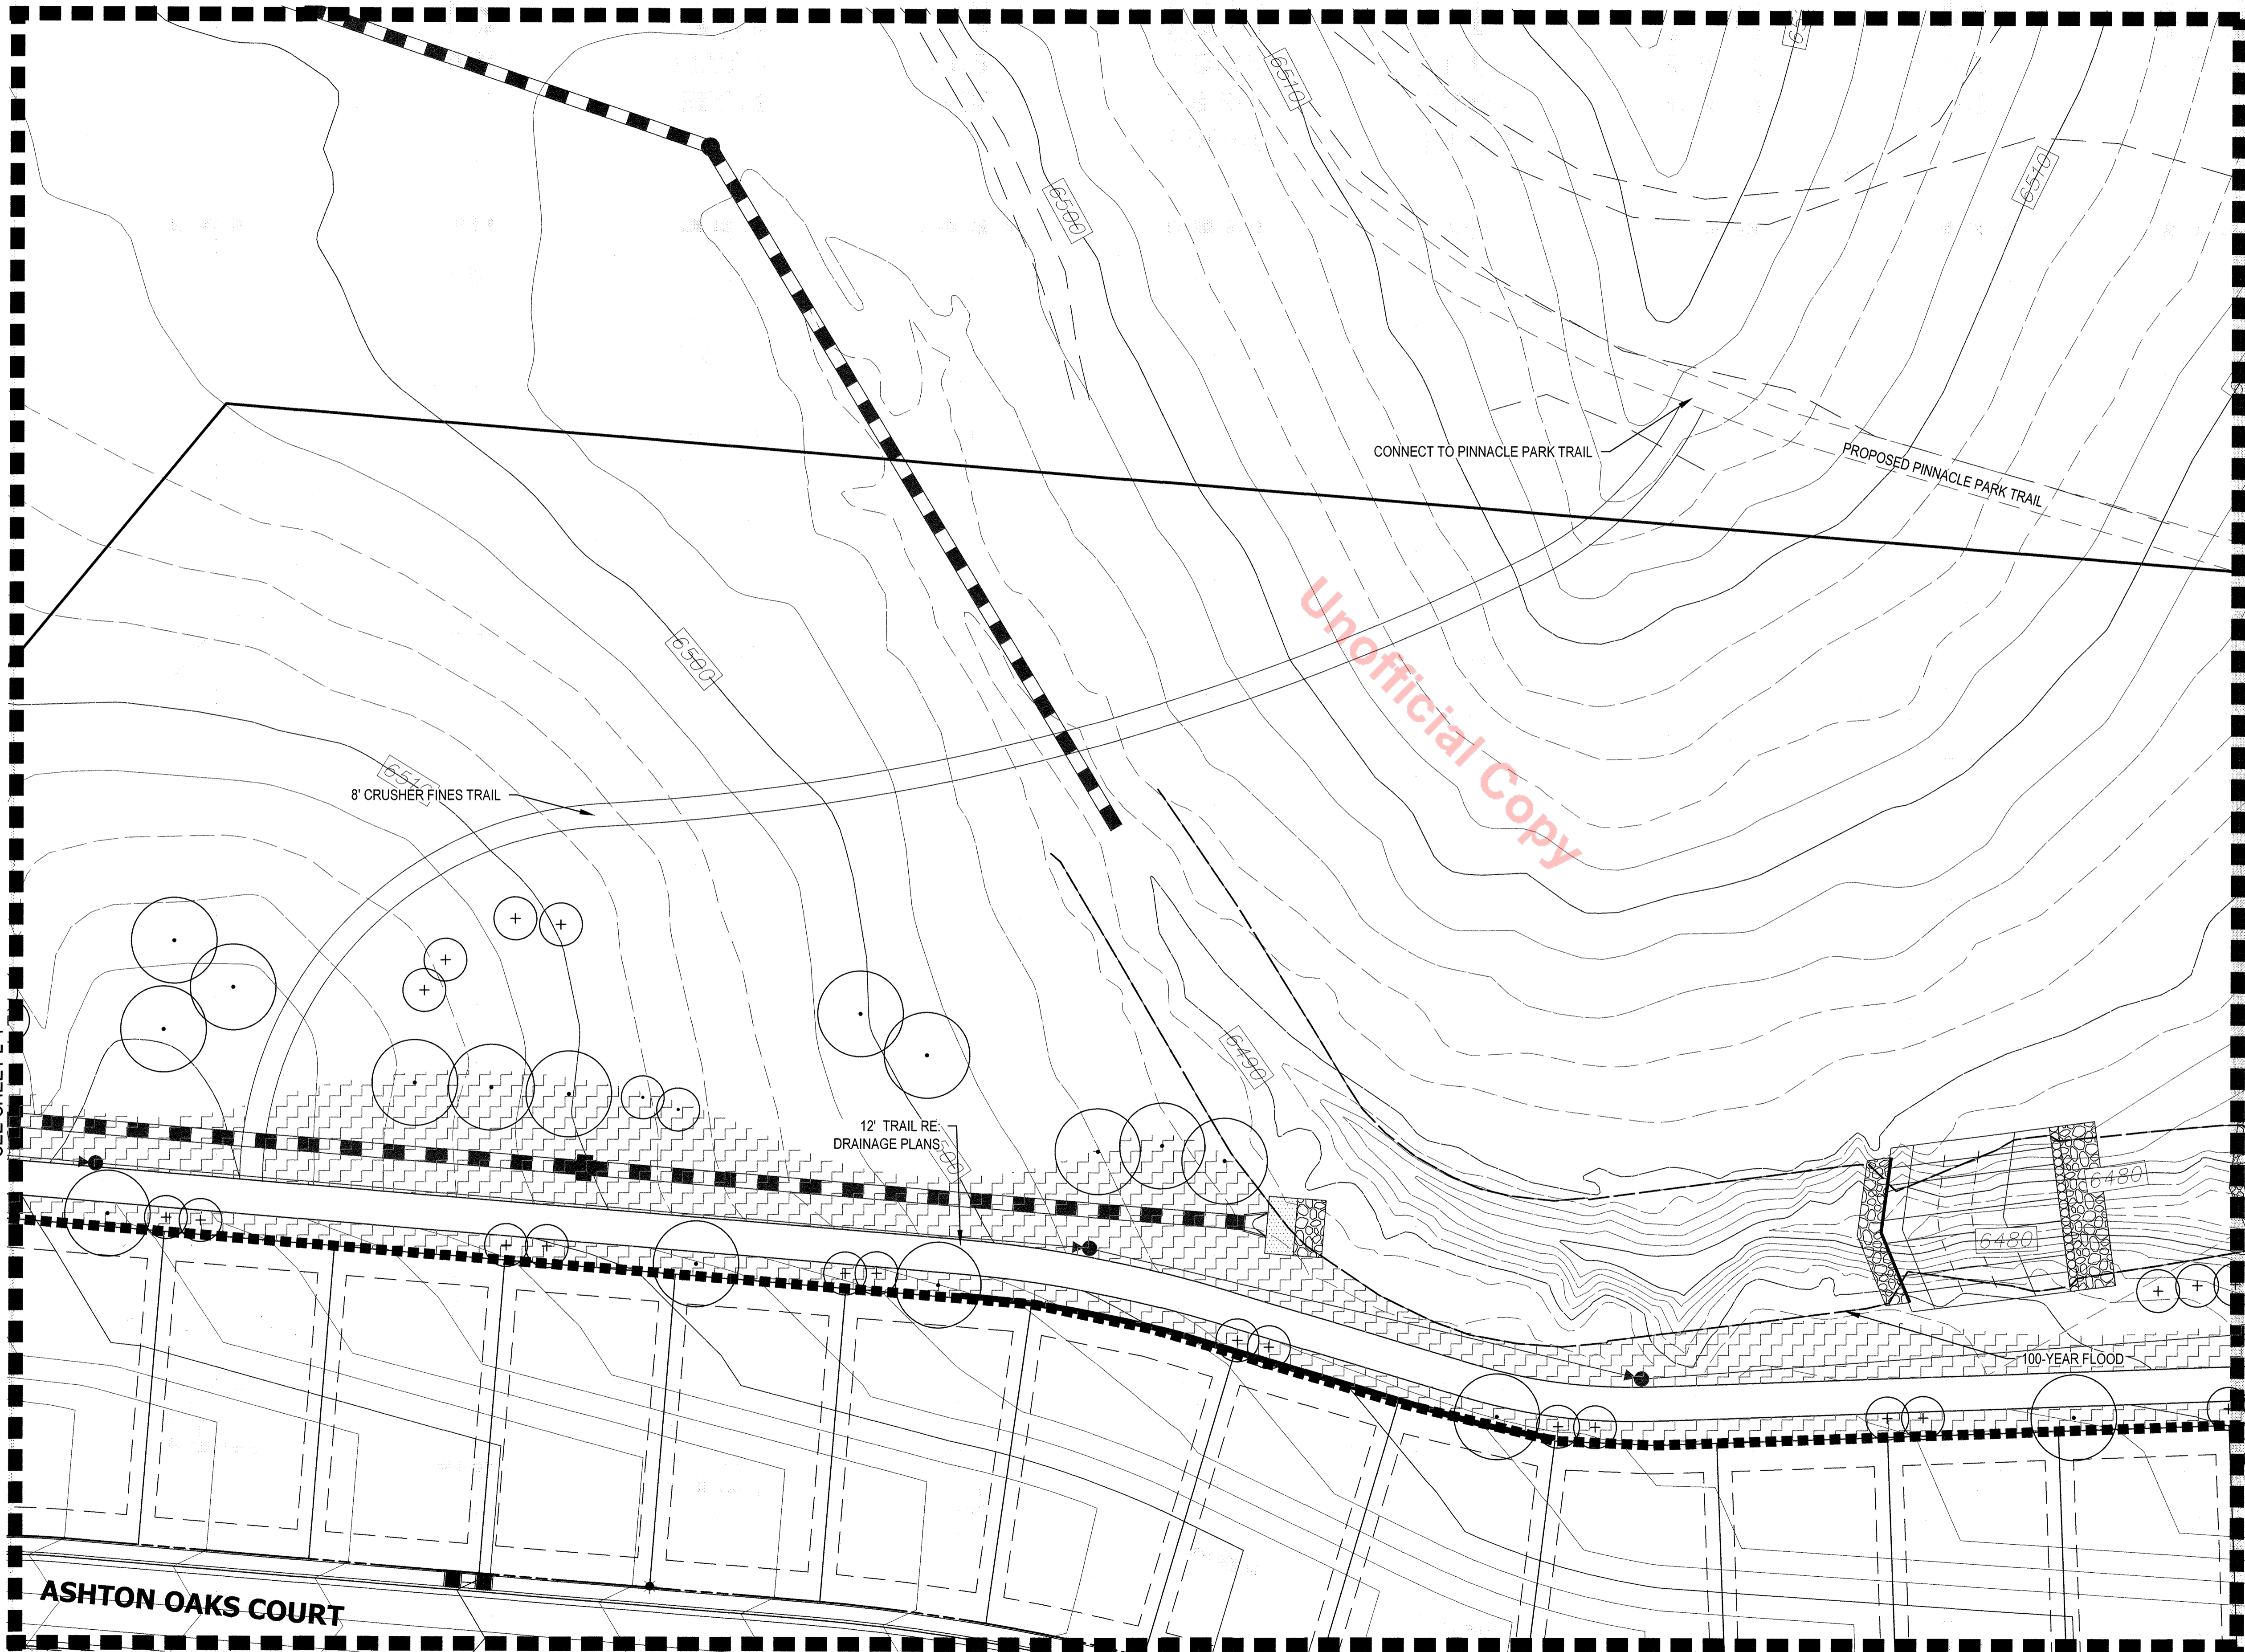 6510
6500
6510
CONNECT TO PINNACLE PARK TRAIL
PROPOSED PINNACLE PARK TRAIL
Unofficial Copy
6500
8' CRUSHER FINES TRAIL
6490
12' TRAIL RE:
DRAINAGE PLANS
6480
6480
100-YEAR FLOOD
ASHTON OAKS COURT